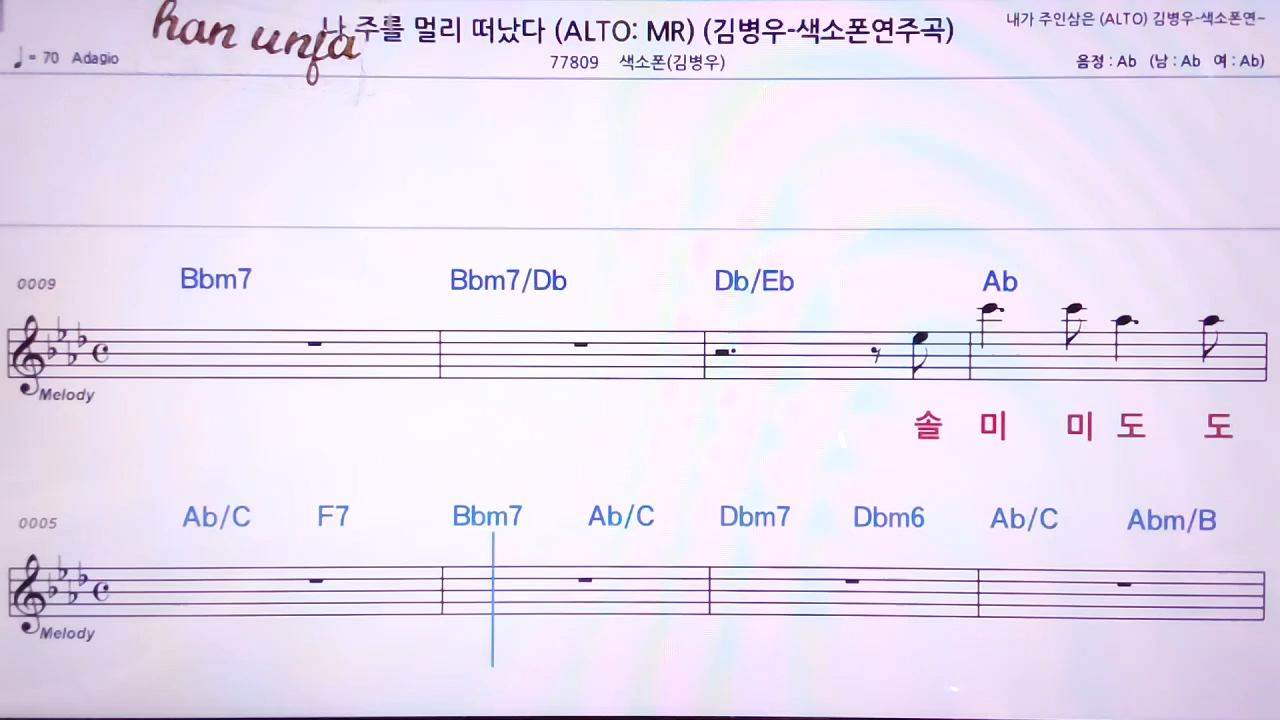 han unfa
난 주를 멀리 떠났다 (ALTO: MR) (김병우-색소폰연주곡)
내가 주인삼은 (ALTO) 김병우-색소폰연~
♩= 70 Adagio
77809 색소폰(김병우)
음정 : Ab (남 : Ab 여 : Ab)
0009 Bbm7 Bbm7/Db Db/Eb Ab
Melody
솔 미 미 도 도
0005 Ab/C F7 Bbm7 Ab/C Dbm7 Dbm6 Ab/C Abm/B
Melody